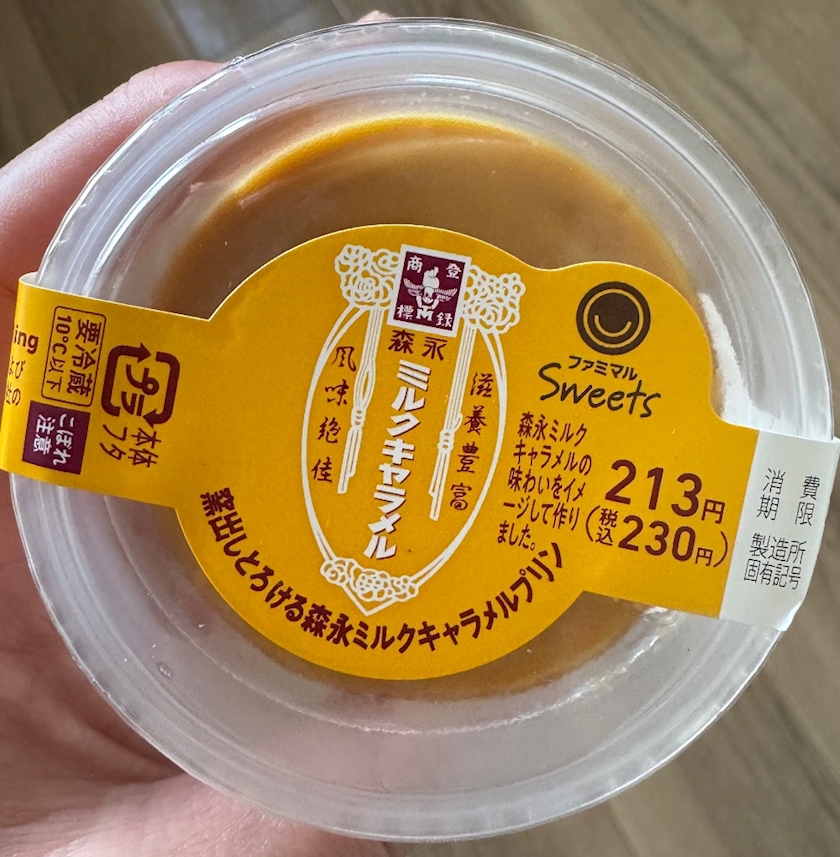 ing
要冷蔵
10℃以下
こぼれ
注意
プラ
本体
フタ
登録
商標
森永
ミルクキャラメル
滋養豊富
風味絶佳
窯出しとろける森永ミルクキャラメルプリン
ファミマル
Sweets
森永ミルク
キャラメルの
味わいをイメ
ージして作り
ました。
213円
(税込230円)
消費
期限
製造所
固有記号